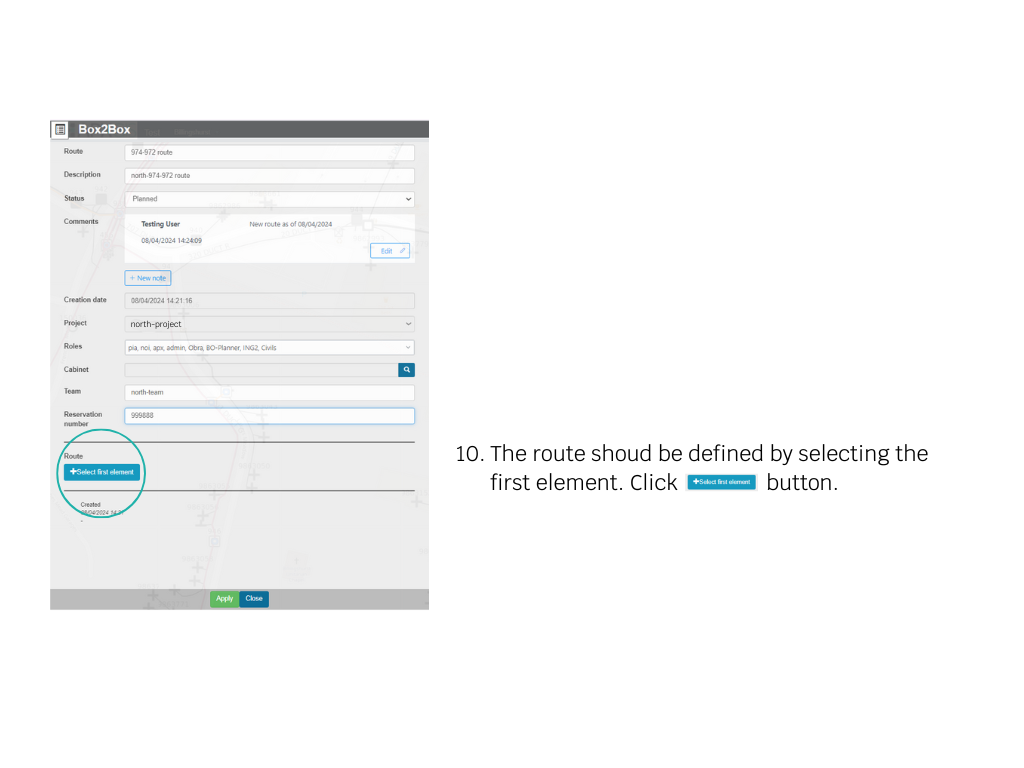 Box2Box
Route 974-972 route
Description north-974-972 route
Status Planned
Comments Testing User New route as of 08/04/2024
08/04/2024 14:24:09
Edit
+ New note
Creation date 08/04/2024 14:21:16
Project north-project
Roles pia, noi, apx, admin, Obra, BO-Planner, ING2, Civils
Cabinet
Team north-team
Reservation number 999888
Route
+Select first element
Created
08/04/2024 14:21
-
Apply Close
10. The route shoud be defined by selecting the
first element. Click +Select first element button.